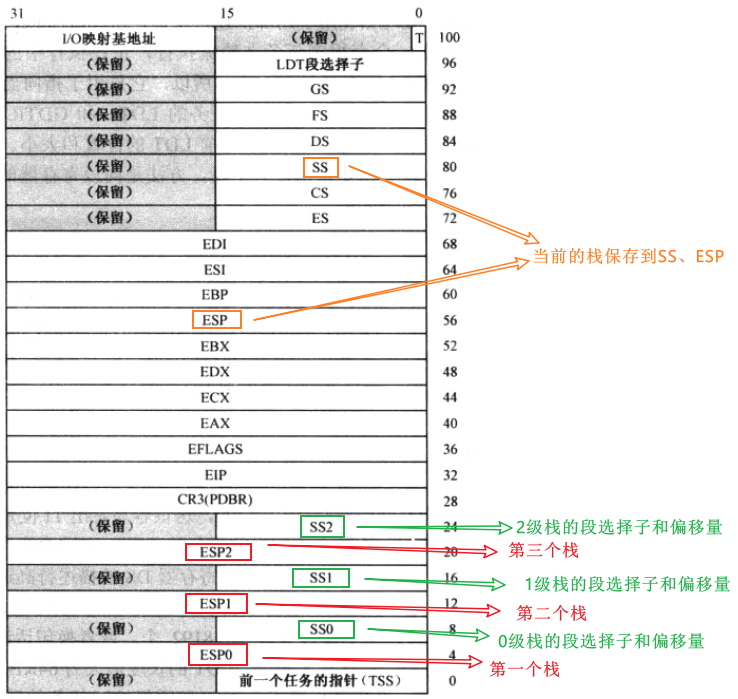 31 15 0
I/O映射基地址 (保留) T 100
(保留) LDT段选择子 96
(保留) GS 92
(保留) FS 88
(保留) DS 84
(保留) SS 80
(保留) CS 76
(保留) ES 72
EDI 68
当前的栈保存到SS、ESP
ESI 64
EBP 60
ESP 56
EBX 52
EDX 48
ECX 44
EAX 40
EFLAGS 36
EIP 32
CR3(PDBR) 28
(保留) SS2 24 2级栈的段选择子和偏移量
ESP2 20 第三个栈
(保留) SS1 16 1级栈的段选择子和偏移量
ESP1 12 第二个栈
(保留) SS0 8 0级栈的段选择子和偏移量
ESP0 4 第一个栈
(保留) 前一个任务的指针(TSS) 0